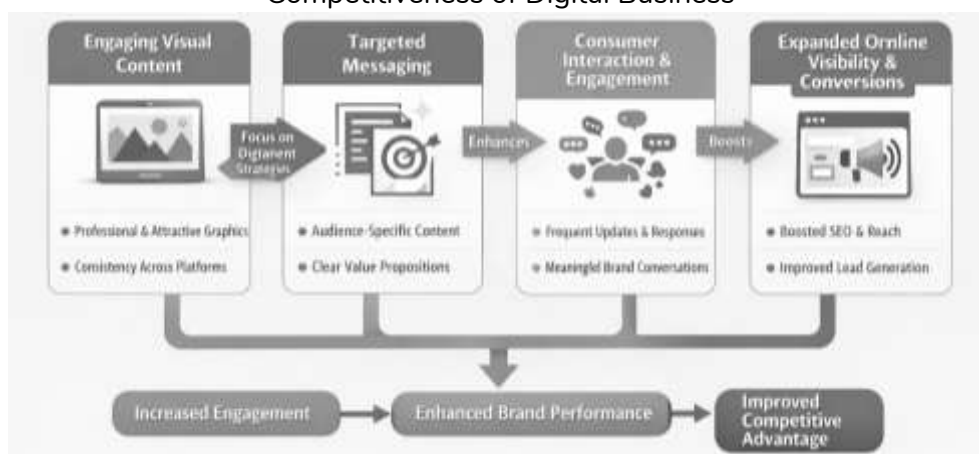 Competitiveness of Digital Business
Engaging Visual
Content
Targeted
Messaging
Consumer
Interaction &
Engagement
Expanded Ornline
Visibility &
Conversions
Focus on
Digtament
Strategies
Enhances
Boosts
• Professional & Attractive Graphics
• Comistency Across Platforms
• Audience-Specific Content
• Clear Value Propositions
• Frequent Updates & Responses
• Meaningld Brand Conversations
• Boosted SEO & Reach
• Improved Lead Generation
Increased Engagement
Enhanced Brand Performance
Improved
Competitive
Advantage